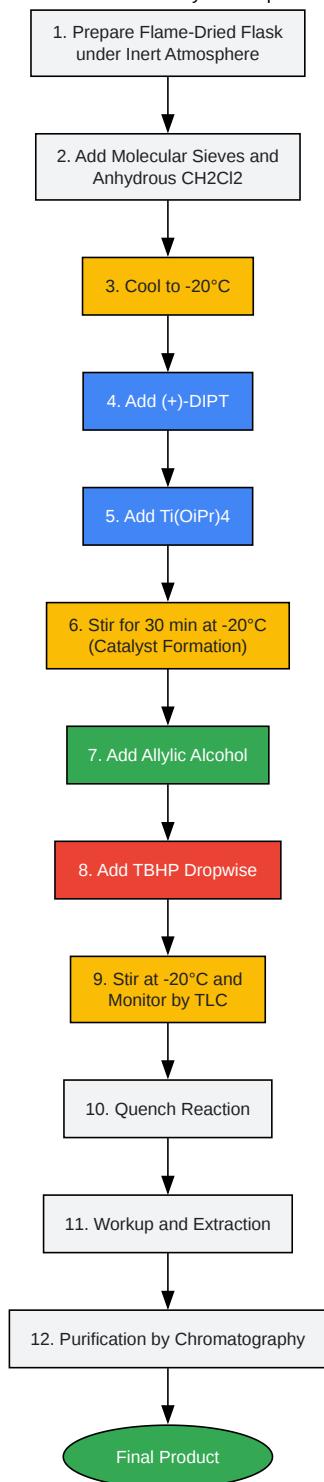 1. Prepare Flame-Dried Flask
under Inert Atmosphere
2. Add Molecular Sieves and
Anhydrous CH2Cl2
3. Cool to -20°C
4. Add (+)-DIPT
5. Add Ti(OiPr)4
6. Stir for 30 min at -20°C
(Catalyst Formation)
7. Add Allylic Alcohol
8. Add TBHP Dropwise
9. Stir at -20°C and
Monitor by TLC
10. Quench Reaction
11. Workup and Extraction
12. Purification by Chromatography
Final Product